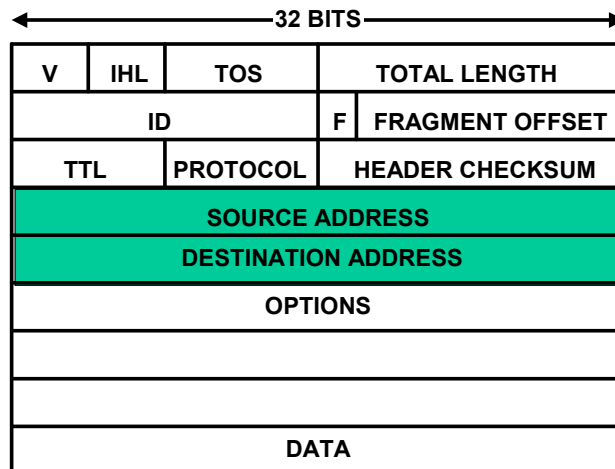 32 BITS
V IHL TOS TOTAL LENGTH
ID F FRAGMENT OFFSET
TTL PROTOCOL HEADER CHECKSUM
SOURCE ADDRESS
DESTINATION ADDRESS
OPTIONS
DATA